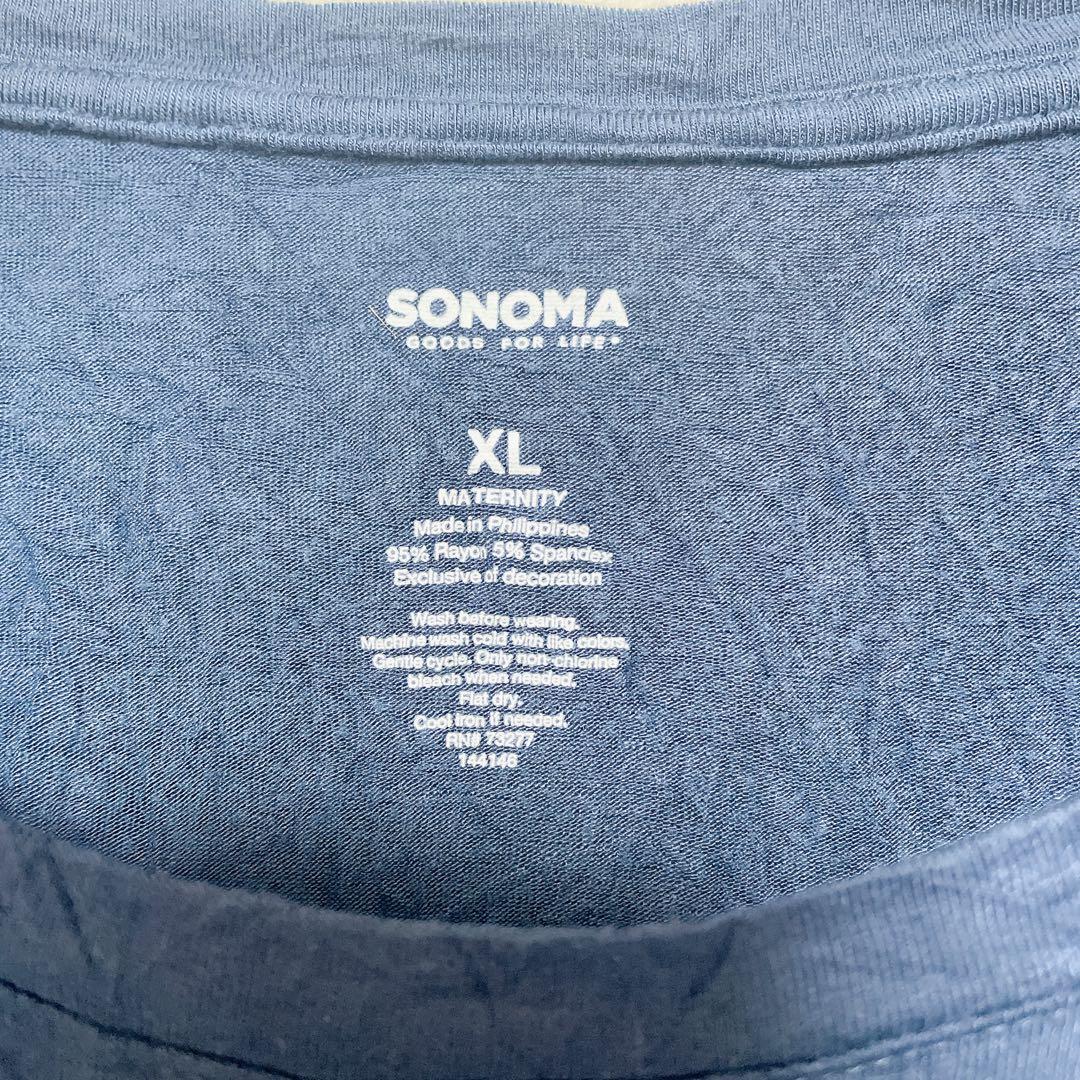 SONOMA
GOODS FOR LIFE®
XL
MATERNITY
Made in Philippines
95% Rayon 5% Spandex
Exclusive of decoration
Wash before wearing.
Machine wash cold with like colors.
Gentle cycle. Only non-chlorine
bleach when needed.
Flat dry.
Cool iron if needed.
RN# 73277
144146